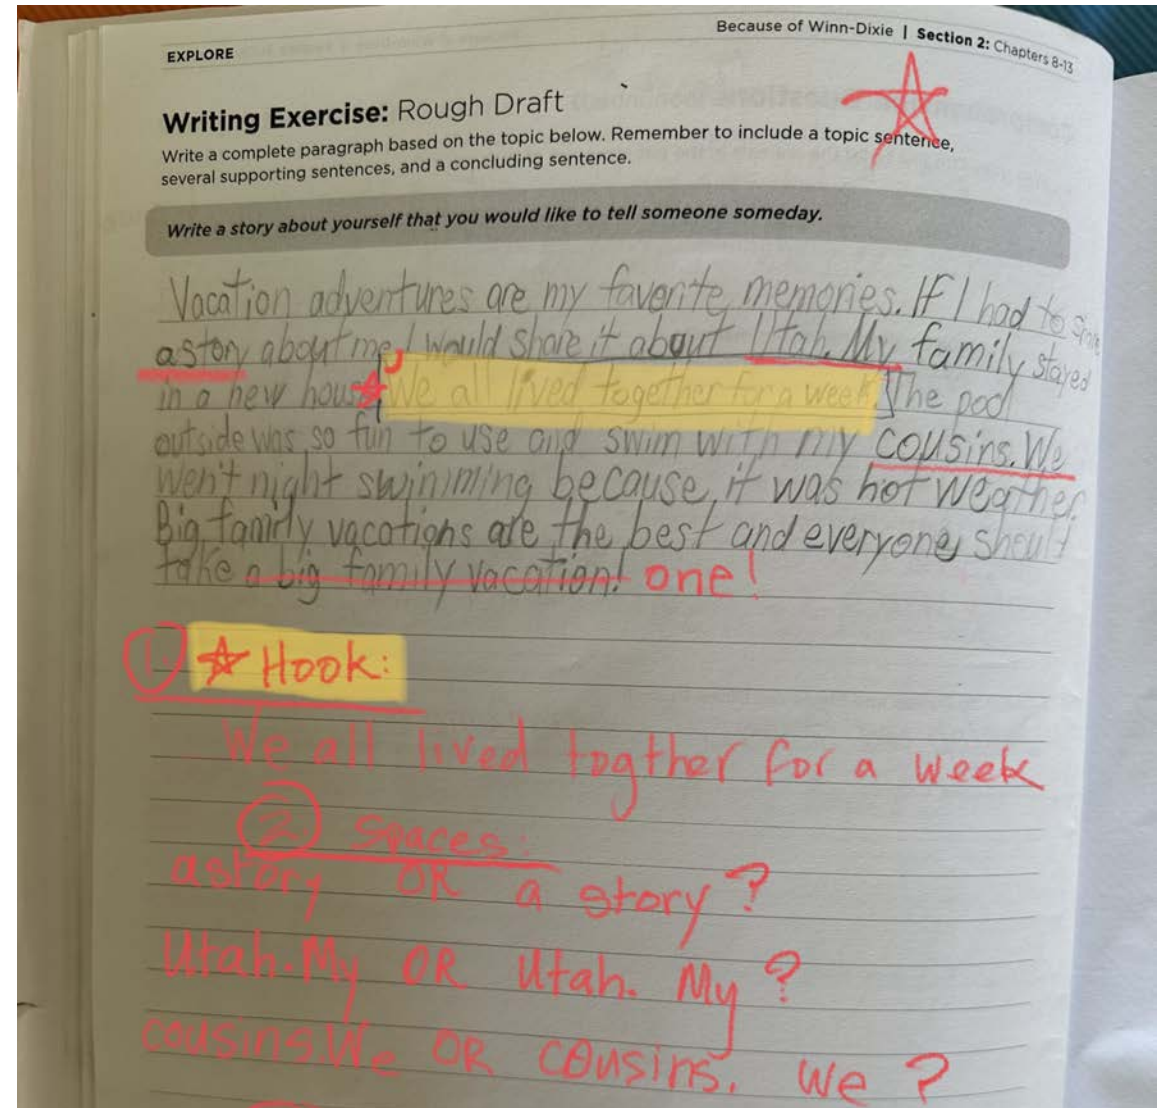 EXPLORE
Because of Winn-Dixie | Section 2: Chapters 8-13
Writing Exercise: Rough Draft
Write a complete paragraph based on the topic below. Remember to include a topic sentence,
several supporting sentences, and a concluding sentence.
Write a story about yourself that you would like to tell someone someday.
Vacation adventures are my favorite memories. If I had to share
astory about me, I would share it about Utah.My family stayed
in a new house. We all lived together for a week. The pool
outside was so fun to use and swim with my cousins.We
went night swimming because, it was hot weather.
Big family vacations are the best and everyone, should
take a big family vacation! one!
1. Hook:
We all lived togther for a week
2 Spaces:
astory OR a story?
Utah.My OR Utah. My?
cousins.We OR cousins. We?